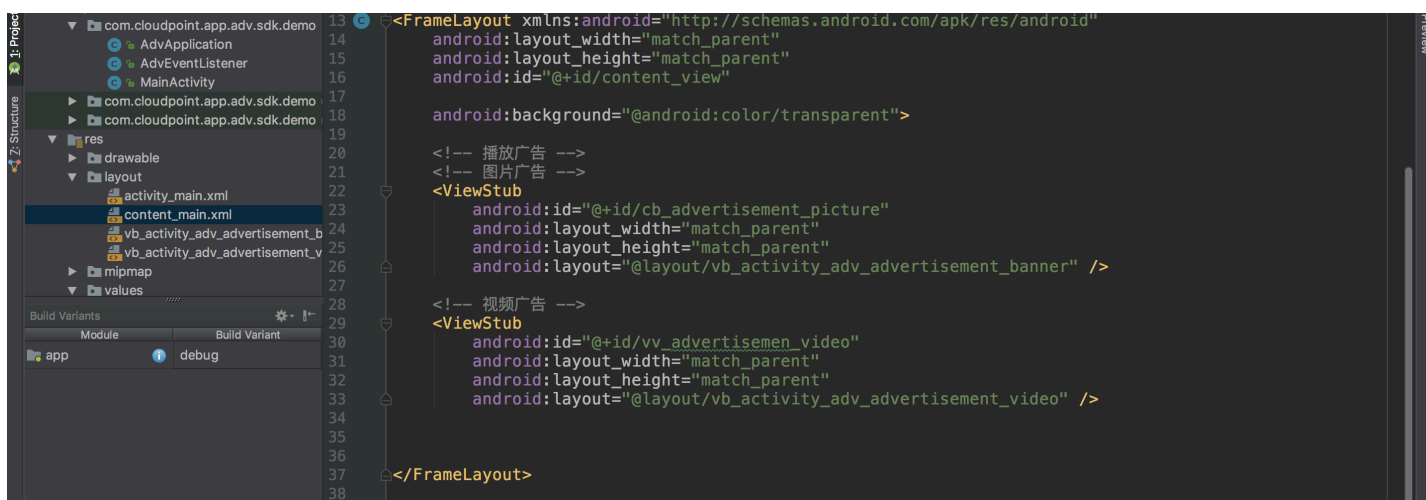 1: Project
Z: Structure
com.cloudpoint.app.adv.sdk.demo
AdvApplication
AdvEventListener
MainActivity
com.cloudpoint.app.adv.sdk.demo
com.cloudpoint.app.adv.sdk.demo
res
drawable
layout
activity_main.xml
content_main.xml
vb_activity_adv_advertisement_b
vb_activity_adv_advertisement_v
mipmap
values
Build Variants
Module Build Variant
app debug
13 <FrameLayout xmlns:android="http://schemas.android.com/apk/res/android"
14 android:layout_width="match_parent"
15 android:layout_height="match_parent"
16 android:id="@+id/content_view"
17
18 android:background="@android:color/transparent">
19
20 <!-- 播放广告 -->
21 <!-- 图片广告 -->
22 <ViewStub
23 android:id="@+id/cb_advertisement_picture"
24 android:layout_width="match_parent"
25 android:layout_height="match_parent"
26 android:layout="@layout/vb_activity_adv_advertisement_banner" />
27
28 <!-- 视频广告 -->
29 <ViewStub
30 android:id="@+id/vv_advertisemen_video"
31 android:layout_width="match_parent"
32 android:layout_height="match_parent"
33 android:layout="@layout/vb_activity_adv_advertisement_video" />
34
35
36
37 </FrameLayout>
38